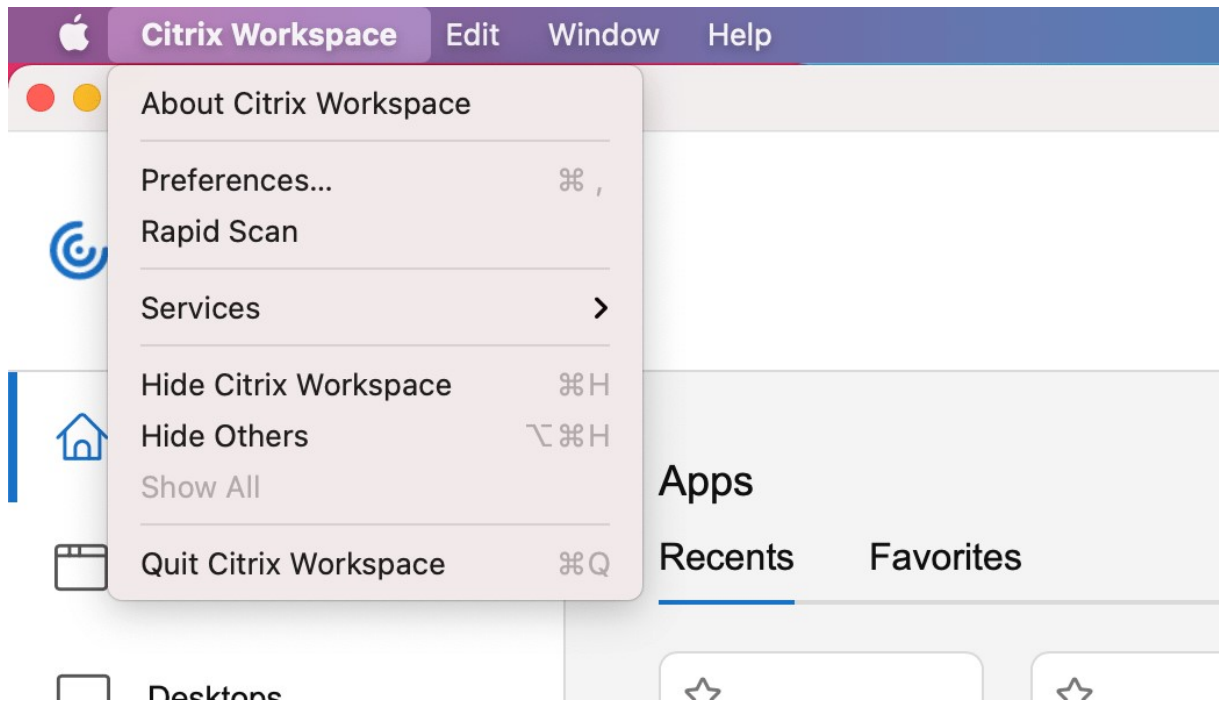 Citrix Workspace Edit Window Help
About Citrix Workspace
Preferences... ⌘ ,
Rapid Scan
Services
Hide Citrix Workspace ⌘H
Hide Others ⌥⌘H
Show All
Quit Citrix Workspace ⌘Q
Apps
Recents Favorites
Desktops